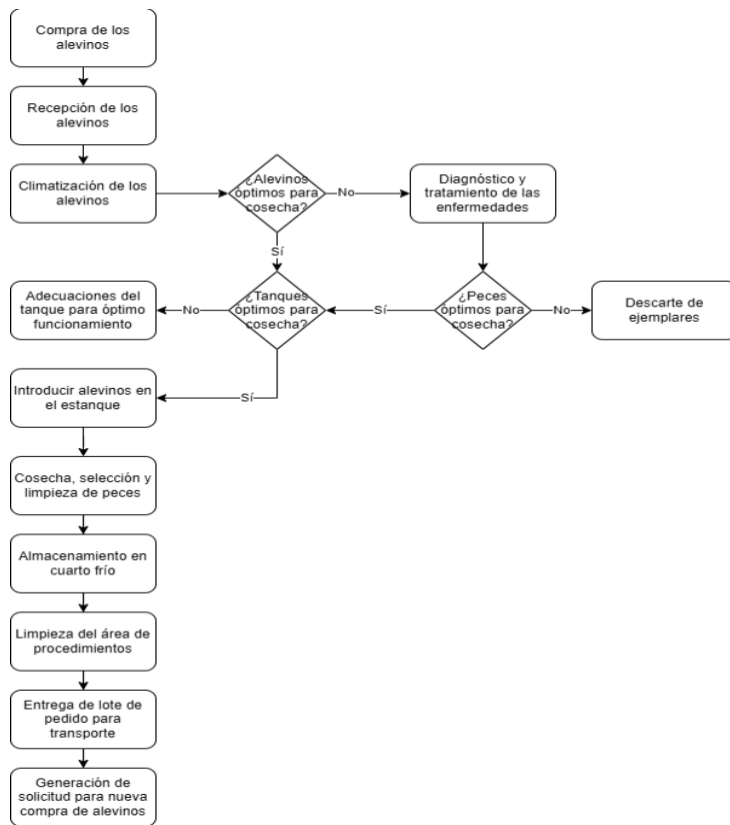 Compra de los
alevinos
Recepción de los
alevinos
Climatización de los
alevinos
¿Alevinos
óptimos para
cosecha?
No
Diagnóstico y
tratamiento de las
enfermedades
Sí
Adecuaciones del
tanque para óptimo
funcionamiento
No
¿Tanques
óptimos para
cosecha?
Sí
¿Peces
óptimos para
cosecha?
No
Descarte de
ejemplares
Introducir alevinos en
el estanque
Sí
Cosecha, selección y
limpieza de peces
Almacenamiento en
cuarto frío
Limpieza del área de
procedimientos
Entrega de lote de
pedido para
transporte
Generación de
solicitud para nueva
compra de alevinos